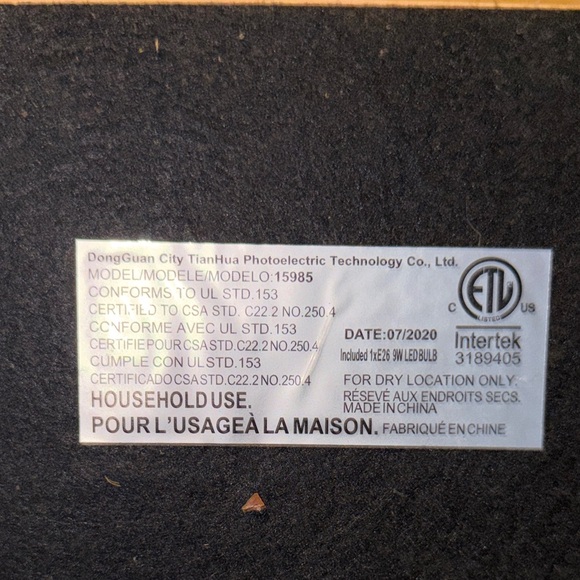 DongGuan City TianHua Photoelectric Technology Co., Ltd.
MODEL/MODELE/MODELO:15985
CONFORMS TO UL STD.153
CERTIFIED TO CSA STD. C22.2 NO.250.4
CONFORME AVEC UL STD.153
CERTIFIE POUR CSA STD. C22.2 NO.250.4
CUMPLE CON UL STD.153
CERTIFICADO CSA STD. C22.2 NO.250.4
HOUSEHOLD USE.
POUR L'USAGE À LA MAISON.
DATE:07/2020
Included 1xE26 9W LED BULB
ETL
LISTED
C US
Intertek
3189405
FOR DRY LOCATION ONLY.
RÉSEVÉ AUX ENDROITS SECS.
MADE IN CHINA
FABRIQUÉ EN CHINE